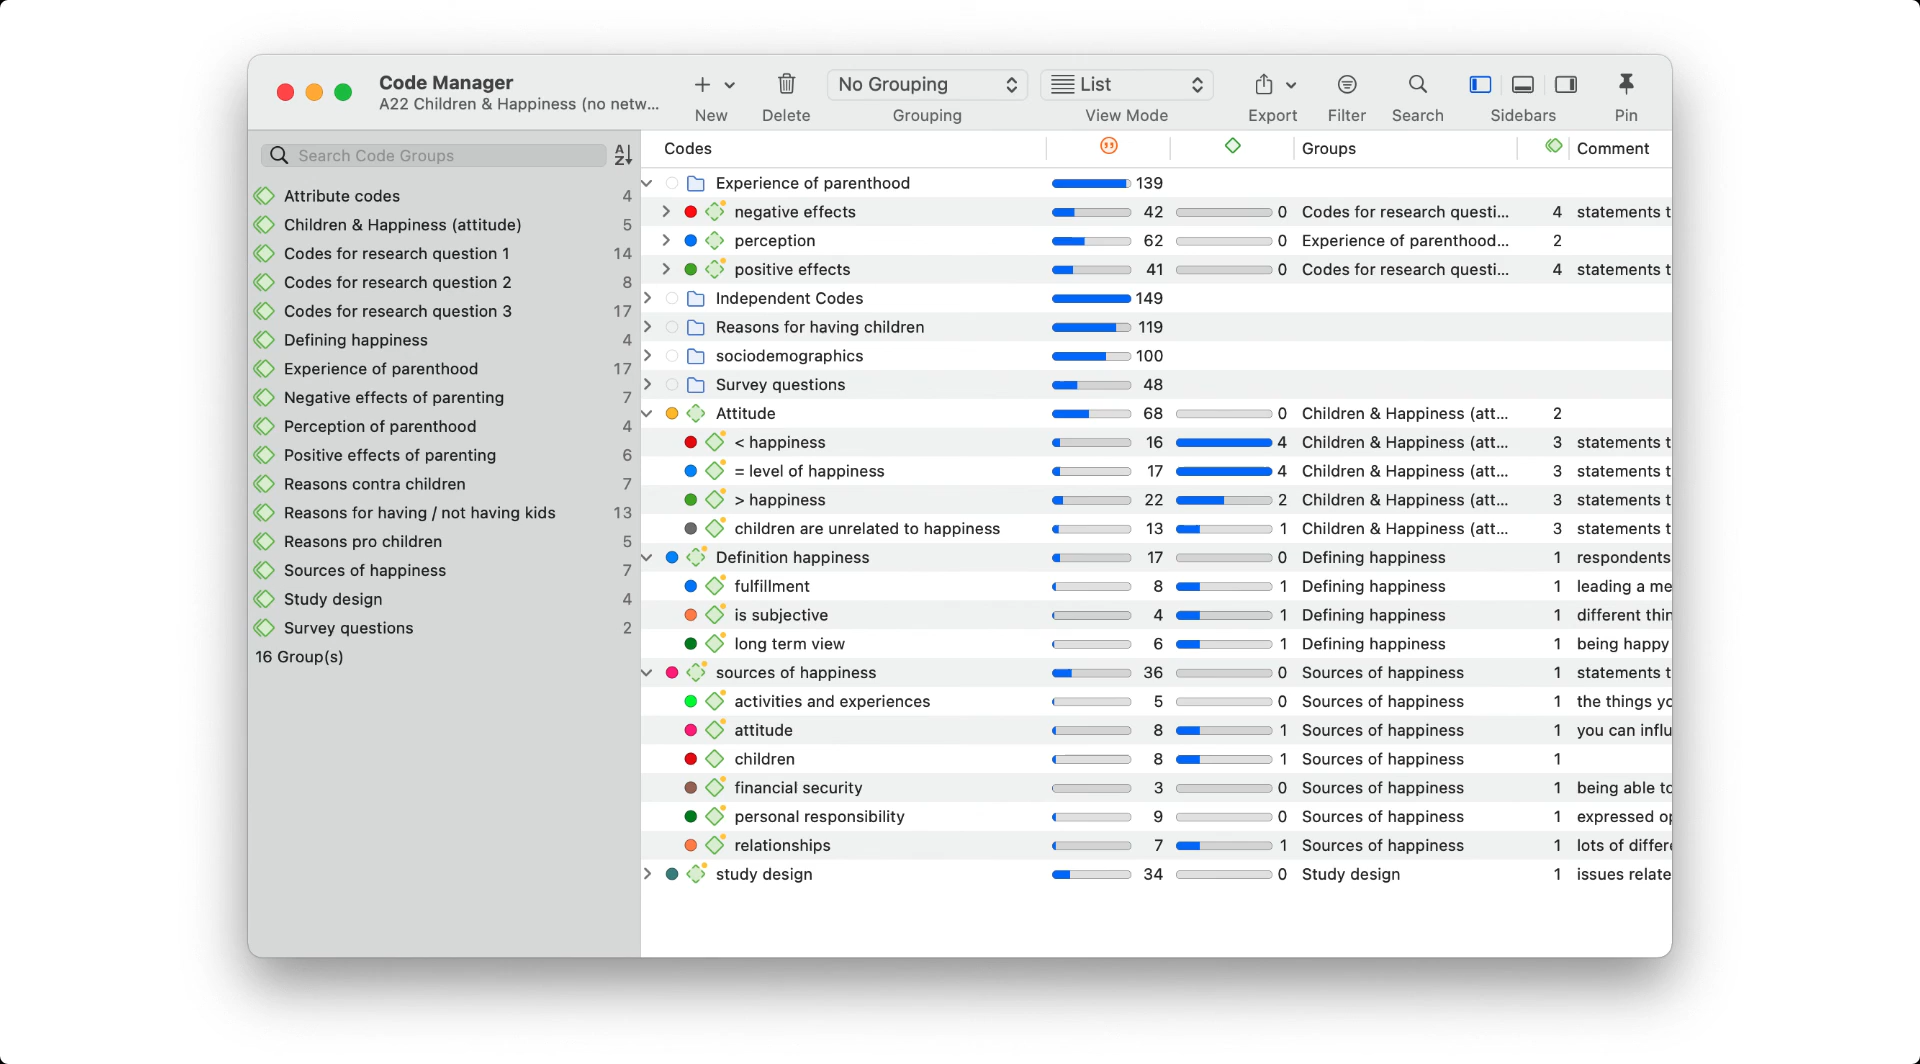 Code Manager
A22 Children & Happiness (no netw...
New
Delete
No Grouping
Grouping
List
View Mode
Export
Filter
Search
Sidebars
Pin
Search Code Groups
Attribute codes 4
Children & Happiness (attitude) 5
Codes for research question 1 14
Codes for research question 2 8
Codes for research question 3 17
Defining happiness 4
Experience of parenthood 17
Negative effects of parenting 7
Perception of parenthood 4
Positive effects of parenting 6
Reasons contra children 7
Reasons for having / not having kids 13
Reasons pro children 5
Sources of happiness 7
Study design 4
Survey questions 2
16 Group(s)
Codes Groups Comment
Experience of parenthood 139
negative effects 42 0 Codes for research questi... 4 statements t
perception 62 0 Experience of parenthood... 2
positive effects 41 0 Codes for research questi... 4 statements t
Independent Codes 149
Reasons for having children 119
sociodemographics 100
Survey questions 48
Attitude 68 0 Children & Happiness (att... 2
< happiness 16 4 Children & Happiness (att... 3 statements t
= level of happiness 17 4 Children & Happiness (att... 3 statements t
> happiness 22 2 Children & Happiness (att... 3 statements t
children are unrelated to happiness 13 1 Children & Happiness (att... 3 statements t
Definition happiness 17 0 Defining happiness 1 respondents
fulfillment 8 1 Defining happiness 1 leading a me
is subjective 4 1 Defining happiness 1 different thin
long term view 6 1 Defining happiness 1 being happy
sources of happiness 36 0 Sources of happiness 1 statements t
activities and experiences 5 0 Sources of happiness 1 the things yo
attitude 8 1 Sources of happiness 1 you can influ
children 8 1 Sources of happiness 1
financial security 3 0 Sources of happiness 1 being able to
personal responsibility 9 0 Sources of happiness 1 expressed op
relationships 7 1 Sources of happiness 1 lots of differe
study design 34 0 Study design 1 issues relate